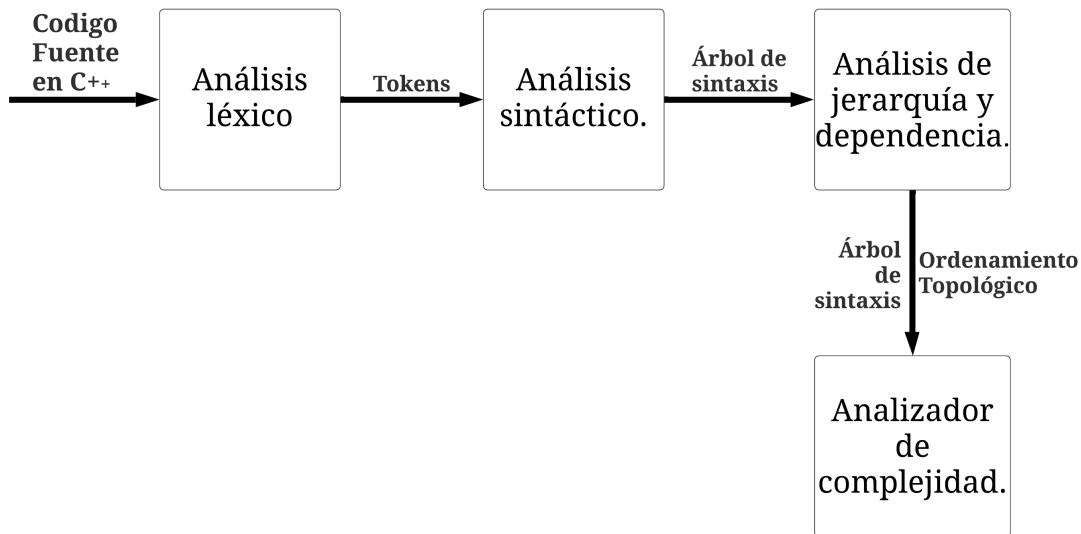 Codigo
Fuente
en C++
Análisis
léxico
Tokens
Análisis
sintáctico.
Árbol de
sintaxis
Análisis de
jerarquía y
dependencia.
Árbol
de
sintaxis
Ordenamiento
Topológico
Analizador
de
complejidad.